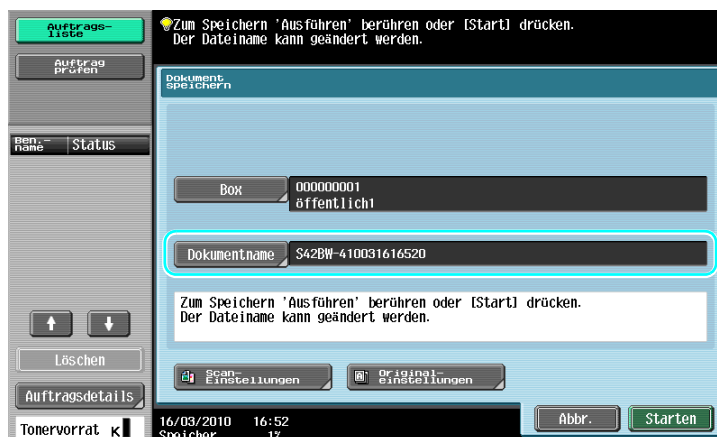 Auftrags-
liste
Auftrag
prüfen
Ben.-
name
Status
Löschen
Auftragsdetails
Tonervorrat K
Zum Speichern 'Ausführen' berühren oder [Start] drücken.
Der Dateiname kann geändert werden.
Dokument
speichern
Box
000000001
öffentlich1
Dokumentname
S42BW-410031616520
Zum Speichern 'Ausführen' berühren oder [Start] drücken.
Der Dateiname kann geändert werden.
Scan-
Einstellungen
Original-
einstellungen
16/03/2010 16:52
Speicher 1%
Abbr.
Starten